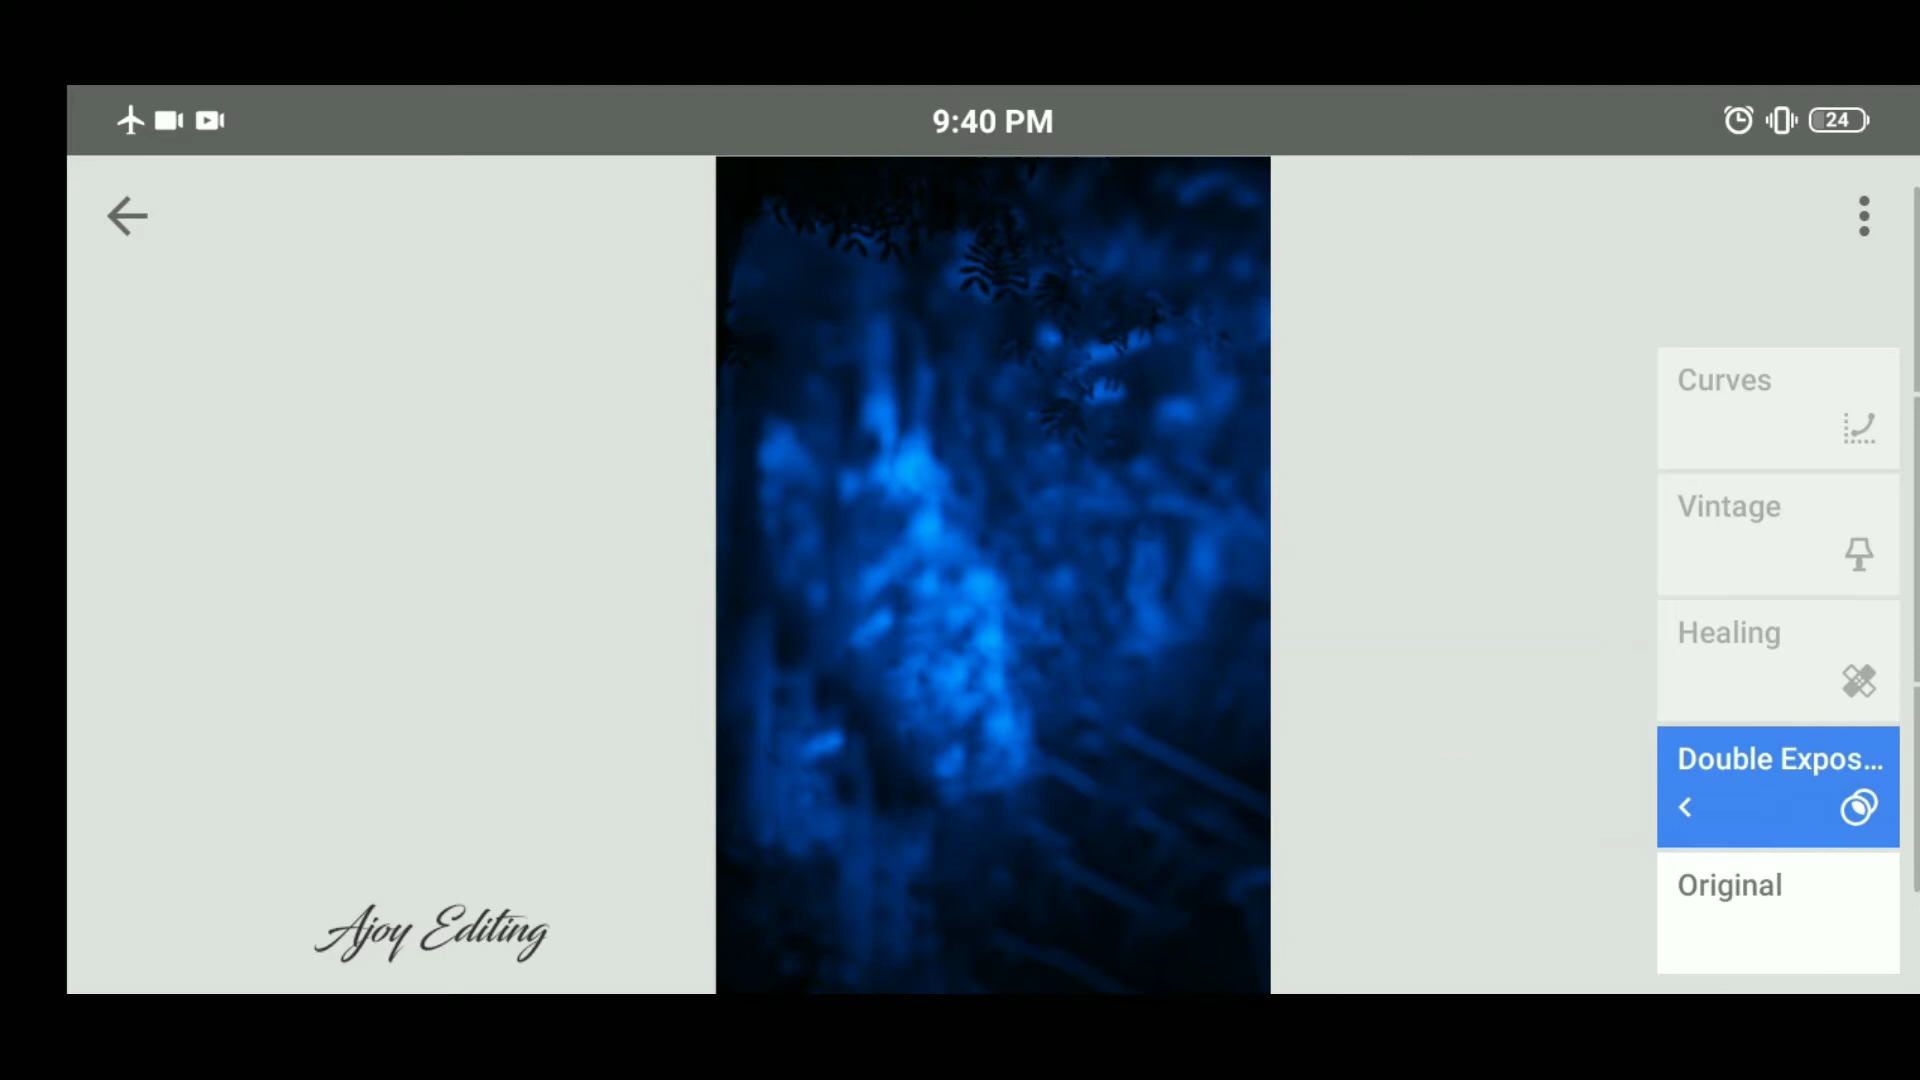 9:40 PM
24
Curves
Vintage
Healing
Double Expos...
Original
Ajoy Editing